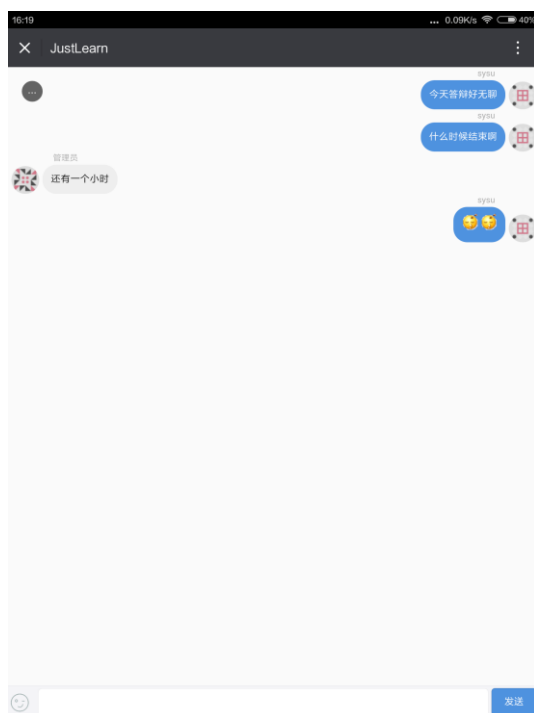 16:19
... 0.09K/s 40%
JustLearn
sysu
今天答辩好无聊
...
sysu
什么时候结束啊
管理员
还有一个小时
sysu
发送